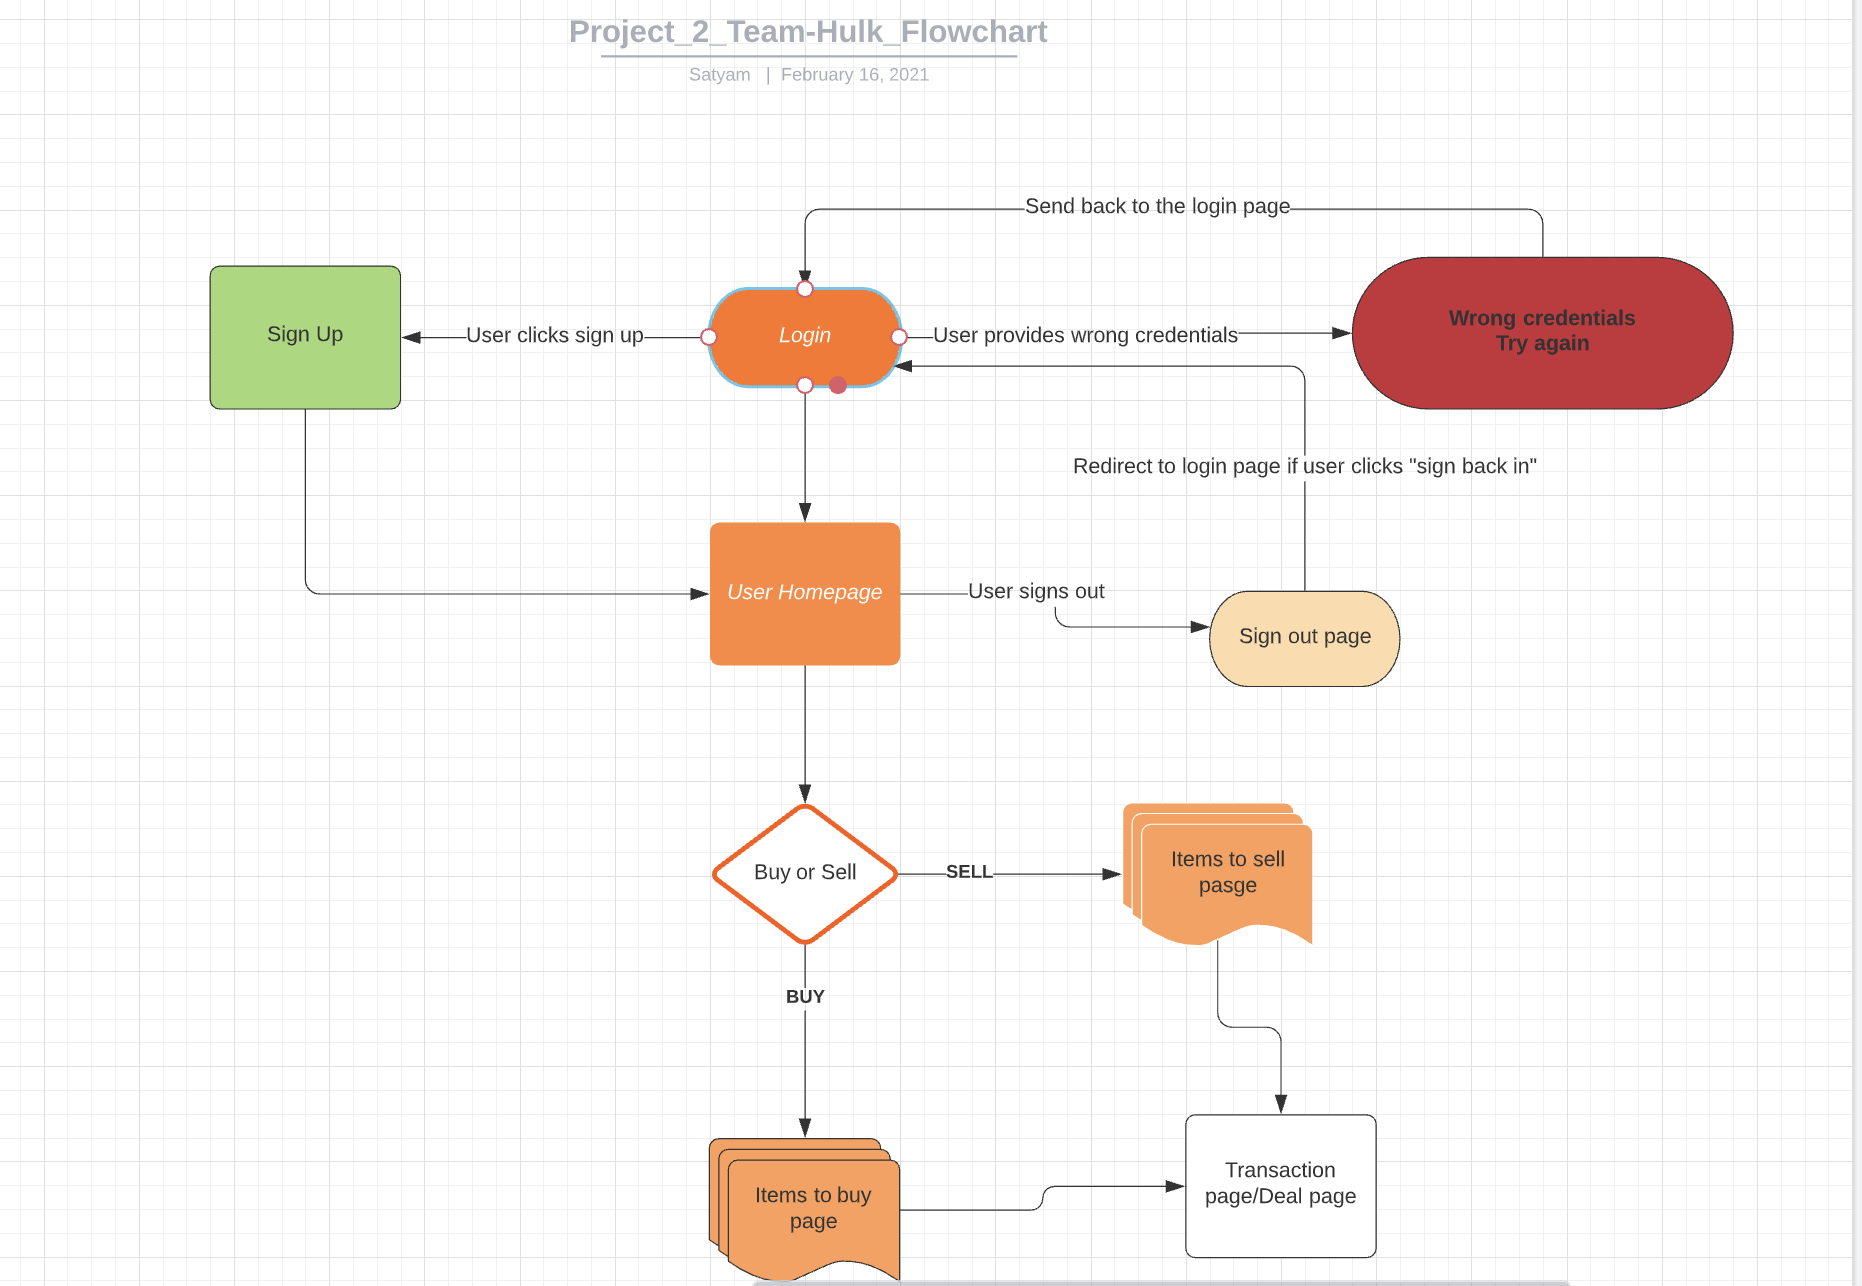 Project_2_Team-Hulk_Flowchart
Satyam | February 16, 2021
Send back to the login page
Sign Up
User clicks sign up
Login
User provides wrong credentials
Wrong credentials
Try again
Redirect to login page if user clicks "sign back in"
User Homepage
User signs out
Sign out page
Buy or Sell
SELL
Items to sell
pasge
BUY
Items to buy
page
Transaction
page/Deal page